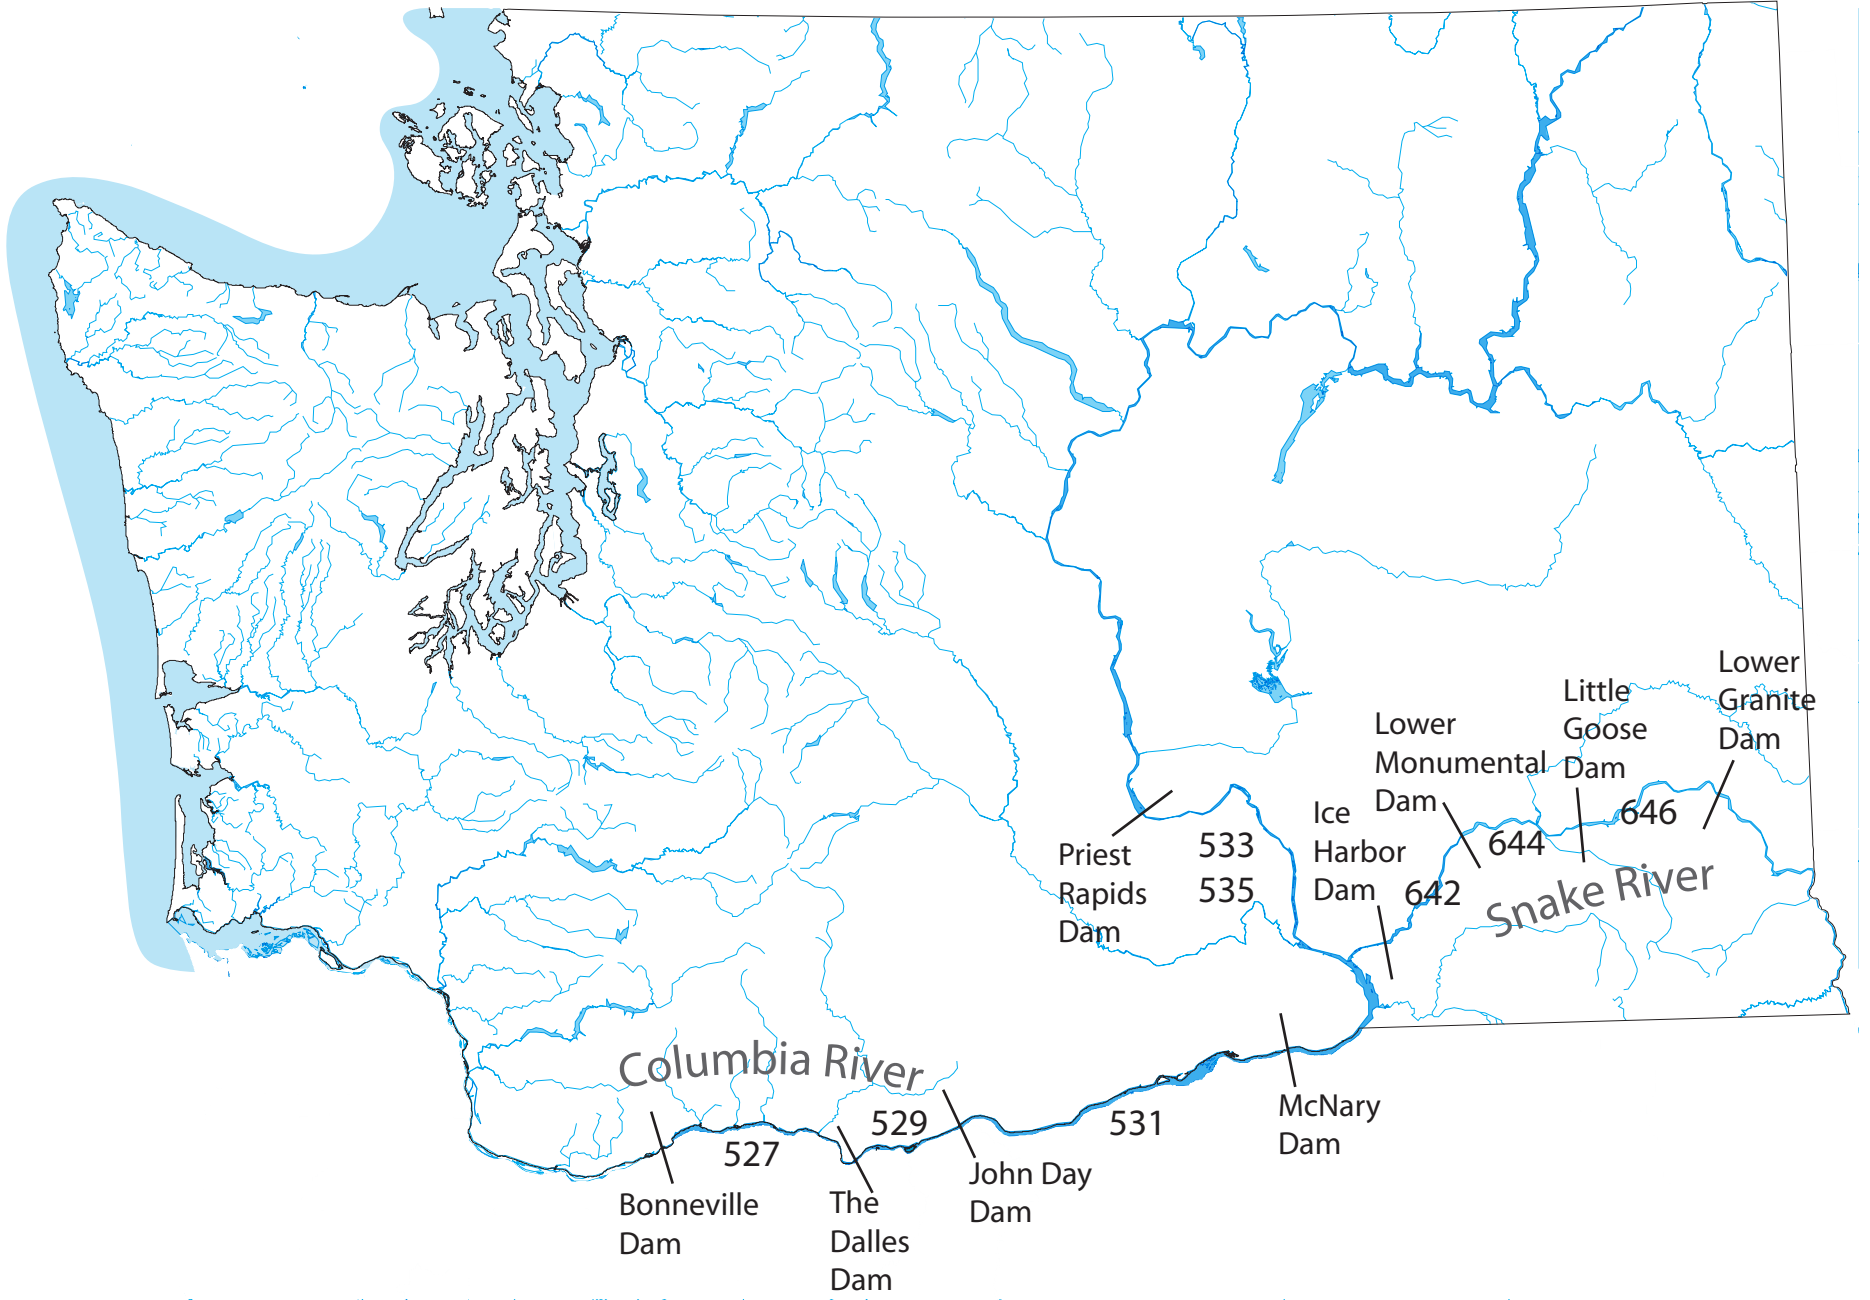 Lower
Granite
Dam
Little
Goose
Dam
Lower
Monumental
Dam
Ice
Harbor
Dam
646
644
642
Snake River
533
535
Priest
Rapids
Dam
Columbia River
McNary
Dam
531
529
527
John Day
Dam
The
Dalles
Dam
Bonneville
Dam